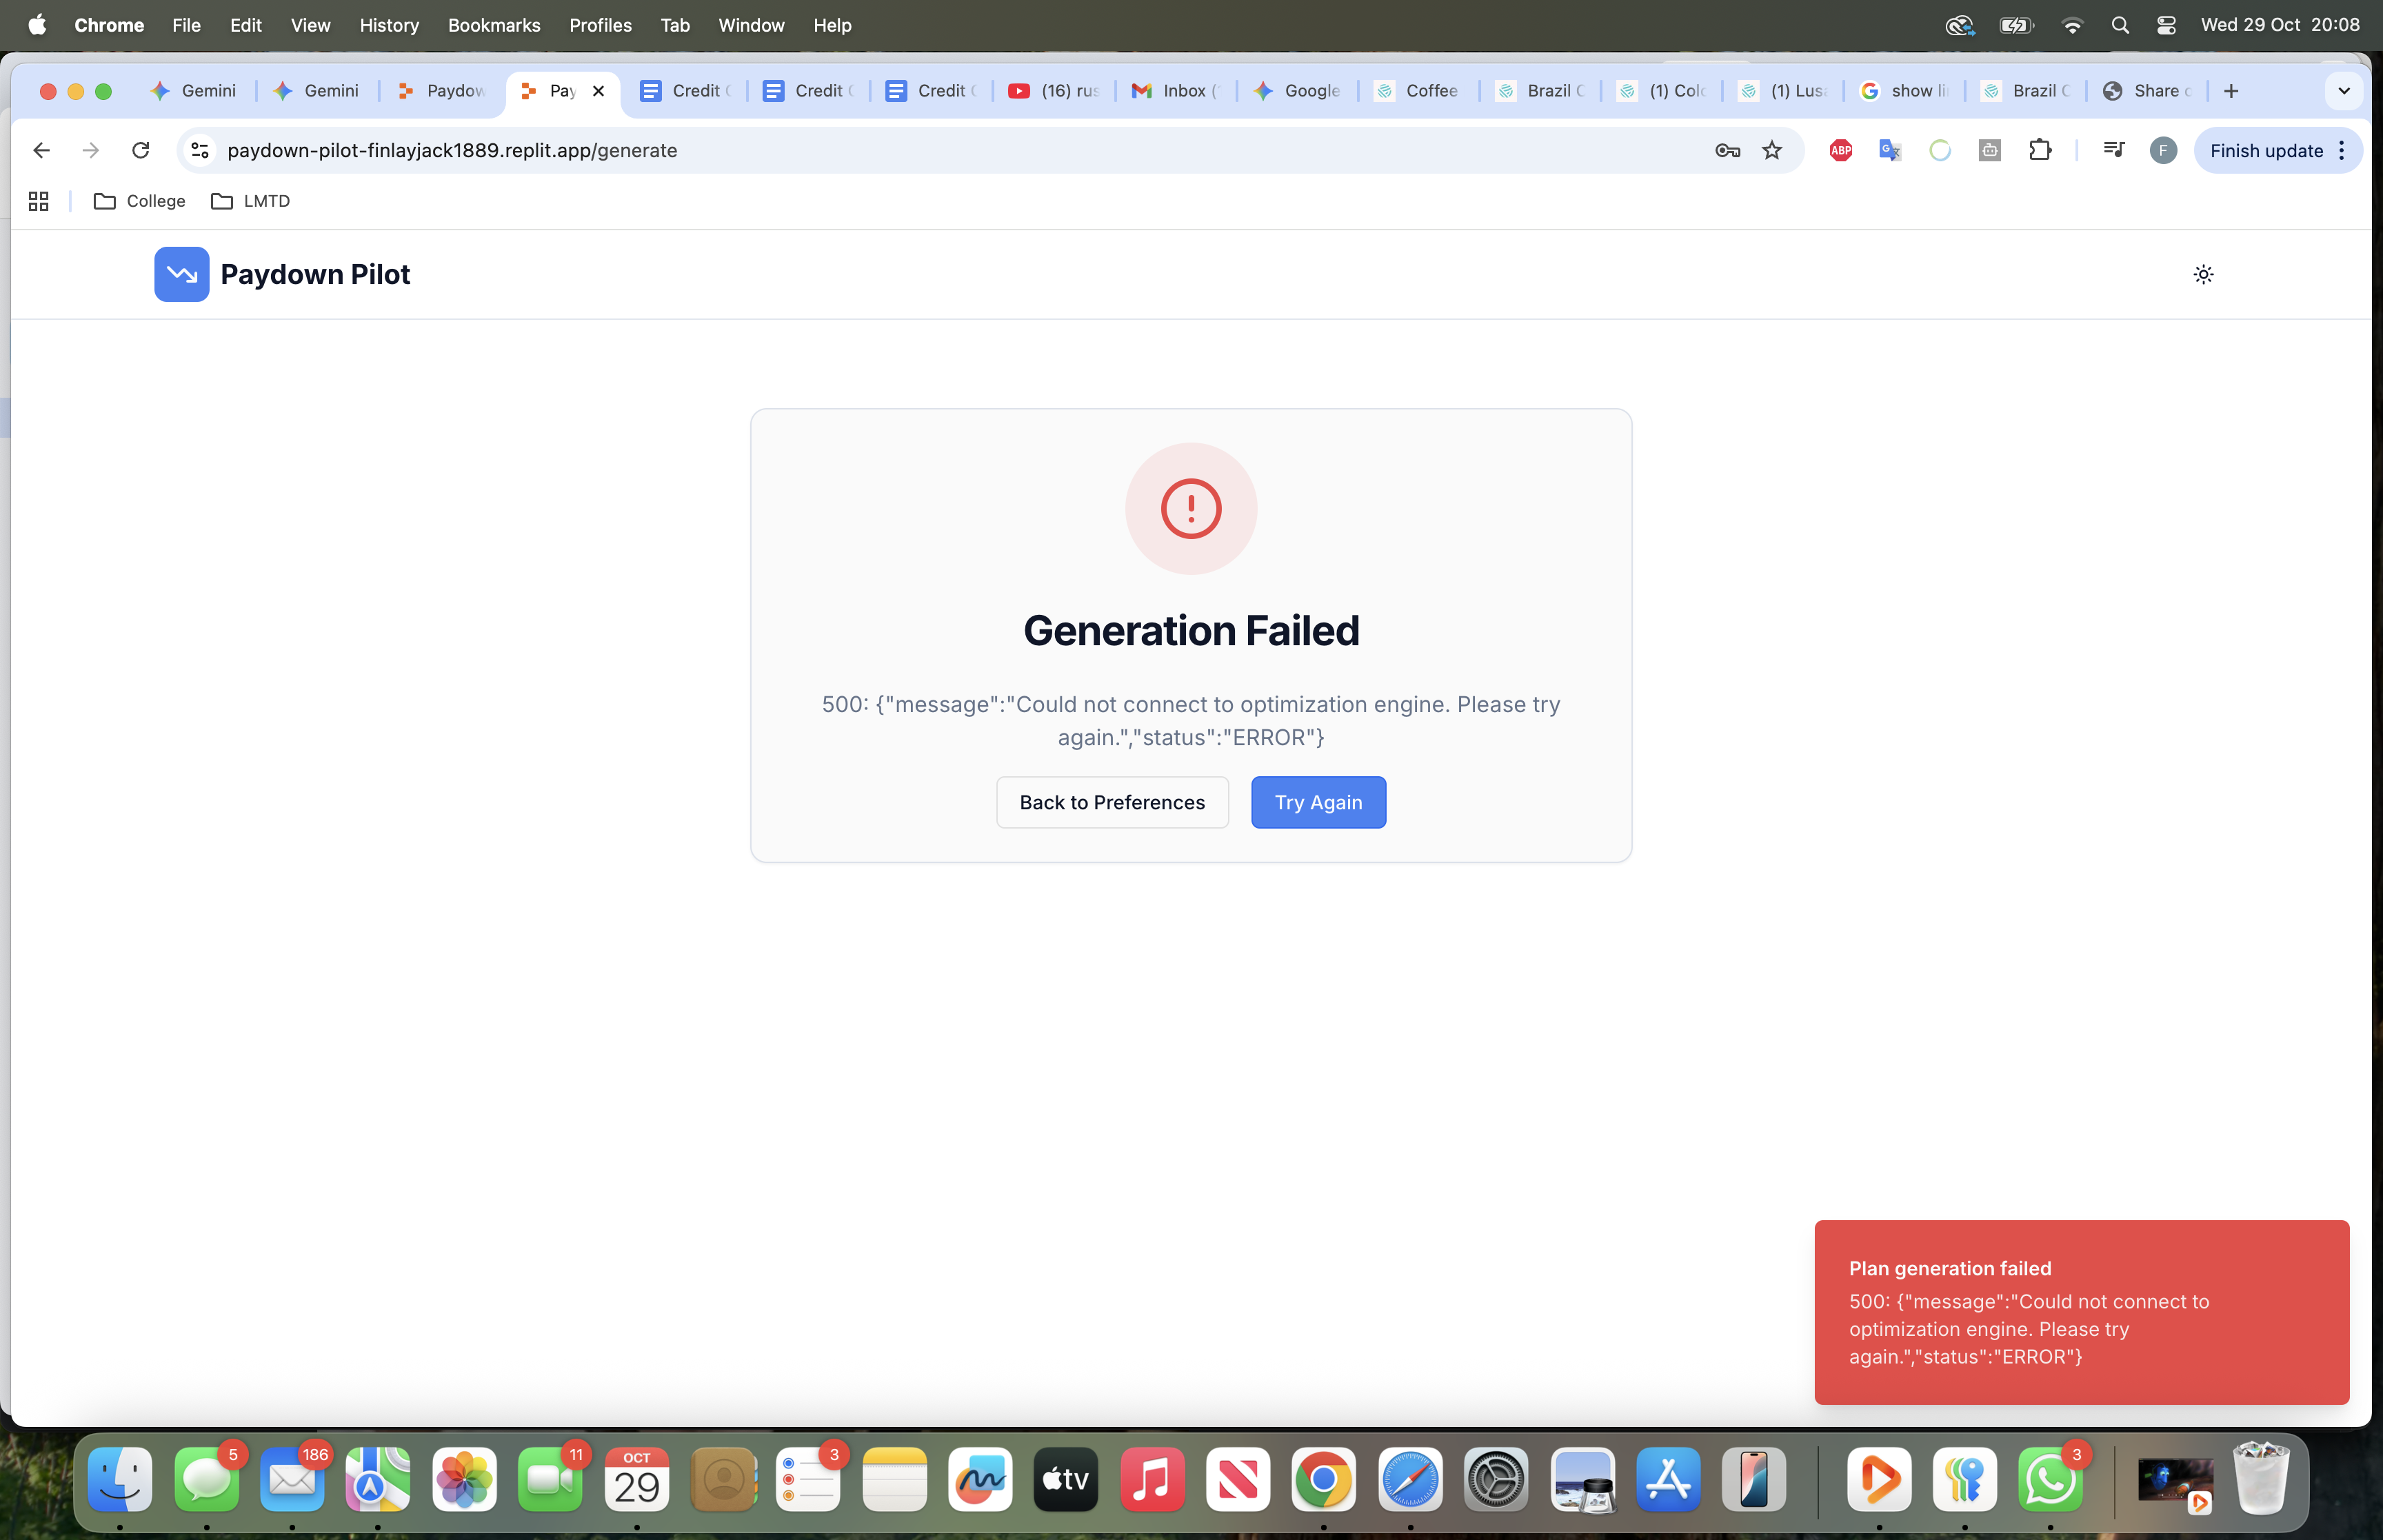 Chrome File Edit View History Bookmarks Profiles Tab Window Help Wed 29 Oct 20:08
Gemini Gemini Paydow Pay Credit Credit Credit (16) rus Inbox ( Google Coffee Brazil (1) Colo (1) Lusa show li Brazil Share
paydown-pilot-finlayjack1889.replit.app/generate ABP F Finish update
College LMTD
Paydown Pilot
Generation Failed
500: {"message":"Could not connect to optimization engine. Please try
again.","status":"ERROR"}
Back to Preferences Try Again
Plan generation failed
500: {"message":"Could not connect to
optimization engine. Please try
again.","status":"ERROR"}
5 186 11 OCT 29 3 tv 3